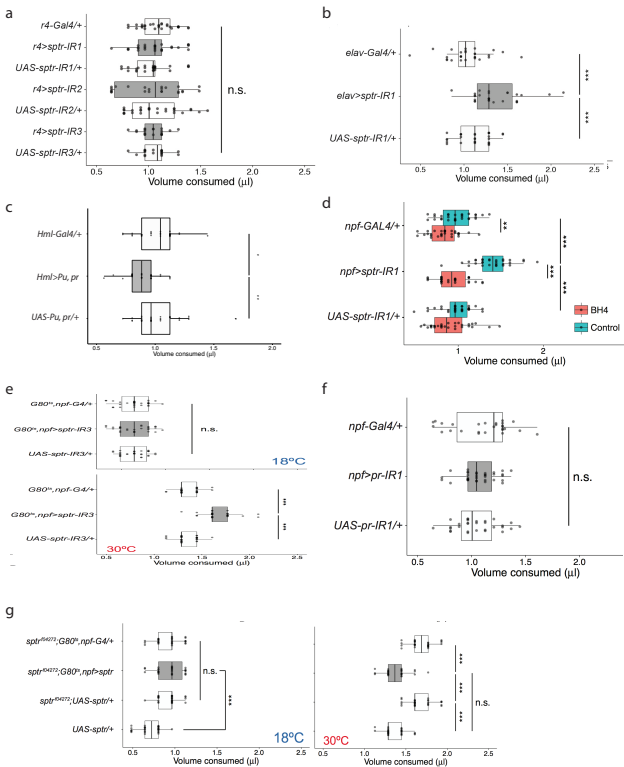 a
r4-Gal4/+
r4>sptr-IR1
UAS-sptr-IR1/+
r4>sptr-IR2
UAS-sptr-IR2/+
r4>sptr-IR3
UAS-sptr-IR3/+
n.s.
0.5 1.0 1.5 2.0 2.5
Volume consumed (µl)
b
elav-Gal4/+
elav>sptr-IR1
UAS-sptr-IR1/+
***
***
0.5 1.0 1.5 2.0 2.5
Volume consumed (µl)
c
Hml-Gal4/+
Hml>Pu, pr
UAS-Pu, pr/+
0.5 1.0 1.5 2.0
Volume consumed (µl)
d
npf-GAL4/+
npf>sptr-IR1
UAS-sptr-IR1/+
**
***
***
***
BH4
Control
1 2
Volume consumed (µl)
e
G80ts,npf-G4/+
G80ts,npf>sptr-IR3
UAS-sptr-IR3/+
n.s.
18ºC
G80ts,npf-G4/+
G80ts,npf>sptr-IR3
UAS-sptr-IR3/+
***
***
30ºC
0.5 1.0 1.5 2.0 2.5
Volume consumed (µl)
f
npf-Gal4/+
npf>pr-IR1
UAS-pr-IR1/+
n.s.
0.5 1.0 1.5 2.0
Volume consumed (µl)
g
sptrf04272;G80ts,npf-G4/+
sptrf04272;G80ts,npf>sptr
sptrf04272;UAS-sptr/+
UAS-sptr/+
n.s.
***
18ºC
0.5 1.0 1.5 2.0 2.5
Volume consumed (µl)
***
***
***
n.s.
30ºC
0.5 1.0 1.5 2.0 2.5
Volume consumed (µl)